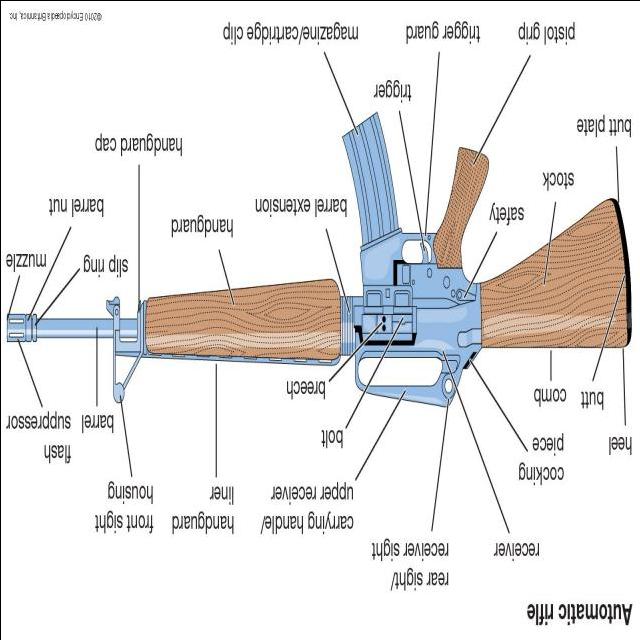 Automatic rifle
rear sight/
receiver sight
receiver
carrying handle/
upper receiver
handguard
liner
front sight
housing
cocking
piece
heel
butt
comb
bolt
breech
barrel
flash
suppressor
stock
safety
barrel extension
handguard
slip ring
muzzle
barrel nut
butt plate
handguard cap
trigger
pistol grip
trigger guard
magazine/cartridge clip
©2010 Encyclopædia Britannica, Inc.